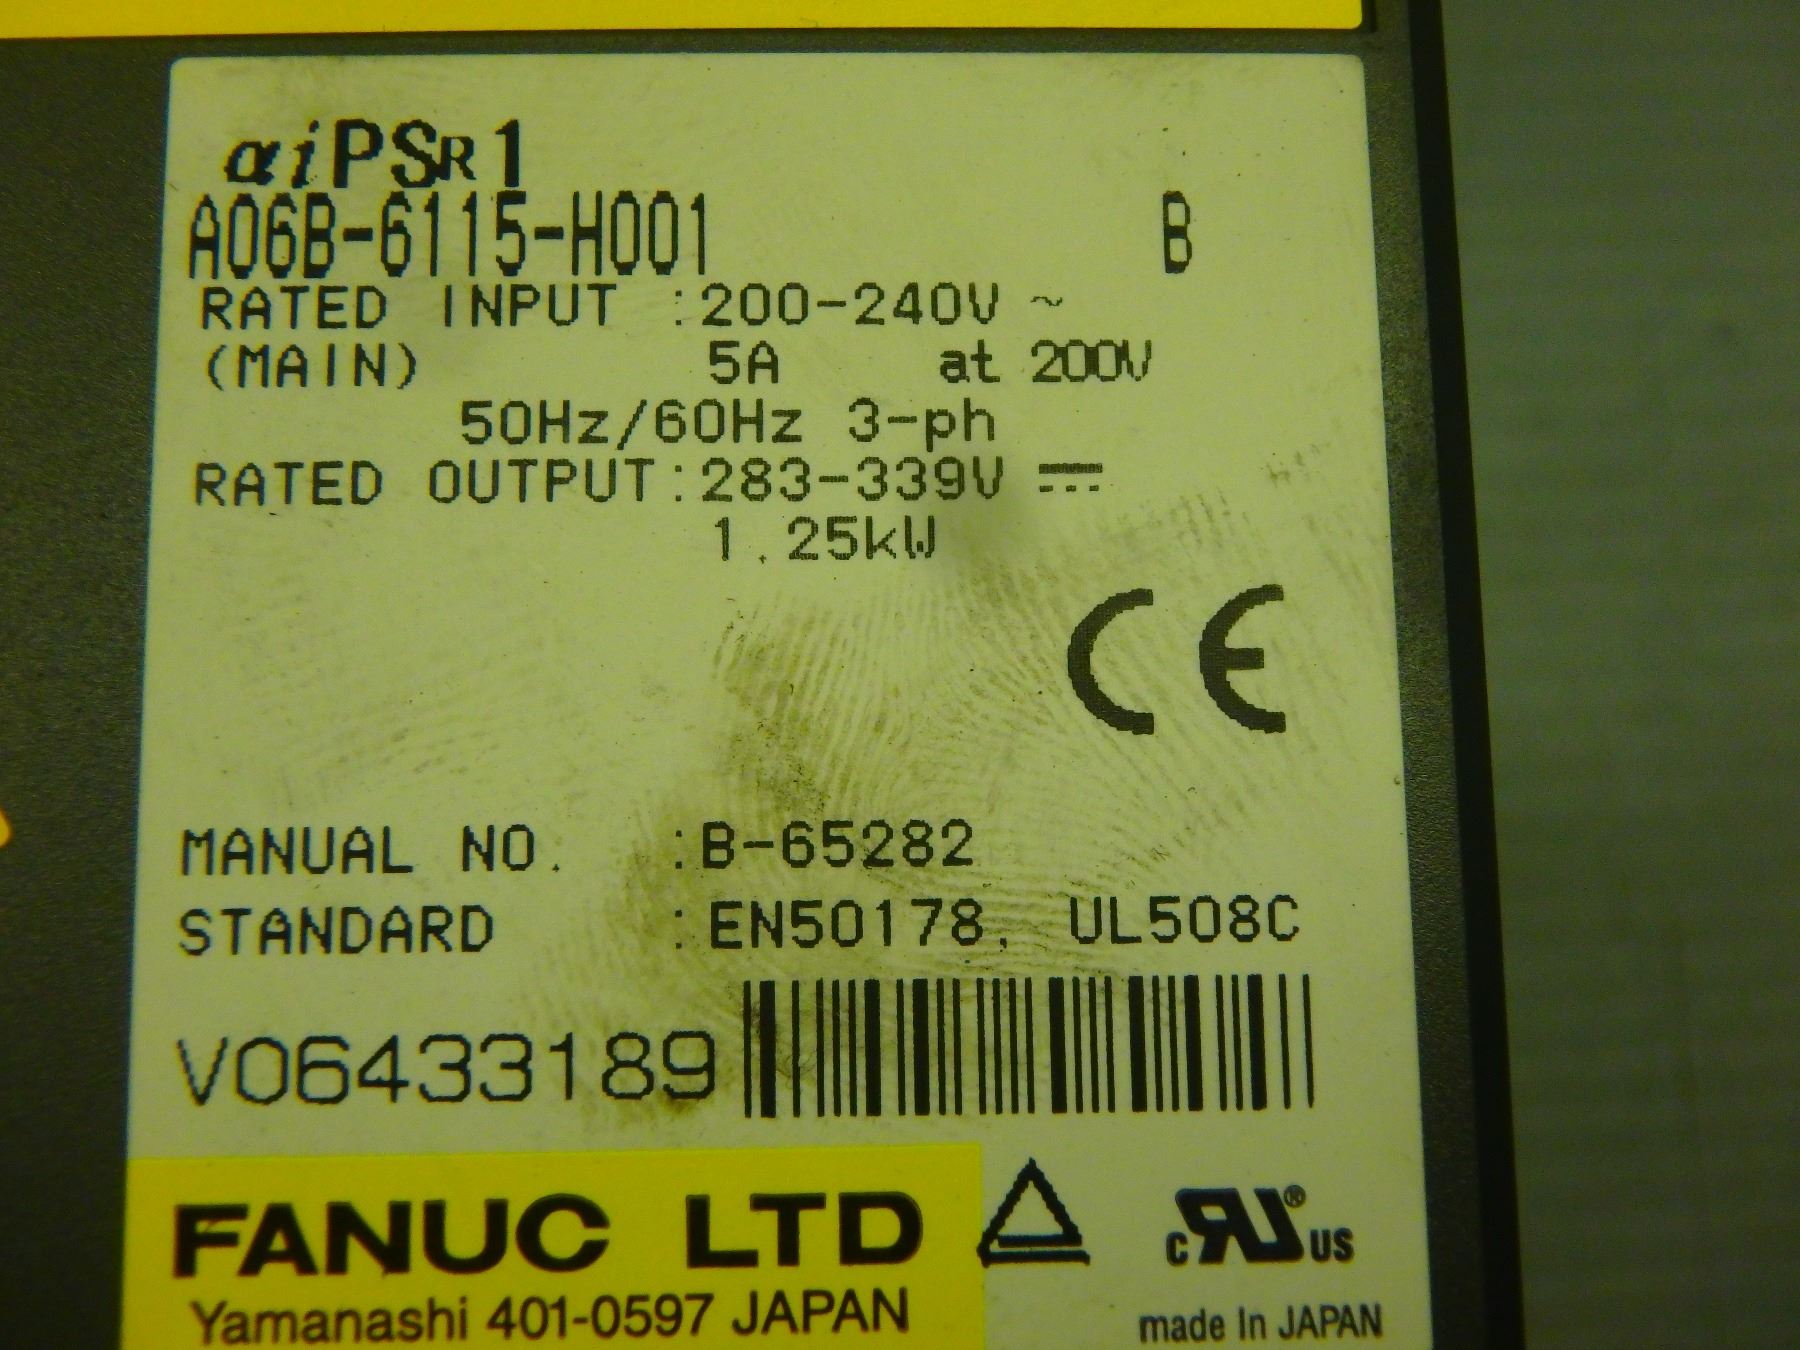 αiPSR1
A06B-6115-H001 B
RATED INPUT :200-240V ~
(MAIN) 5A at 200V
50Hz/60Hz 3-ph
RATED OUTPUT:283-339V ⎓
1.25kW
CE
MANUAL NO. :B-65282
STANDARD :EN50178, UL508C
V06433189
FANUC LTD
c RU ® US
Yamanashi 401-0597 JAPAN
made In JAPAN